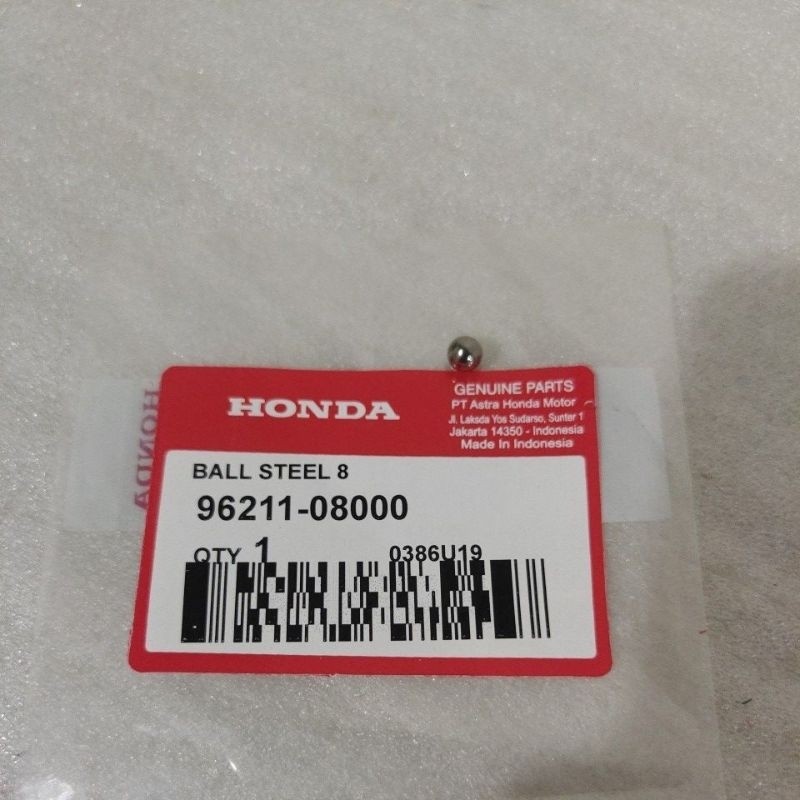 HONDA
GENUINE PARTS
PT Astra Honda Motor
Jl. Laksda Yos Sudarso, Sunter 1
Jakarta 14350 - Indonesia
Made In Indonesia
BALL STEEL 8
96211-08000
QTY 1
0386U19
HONDA